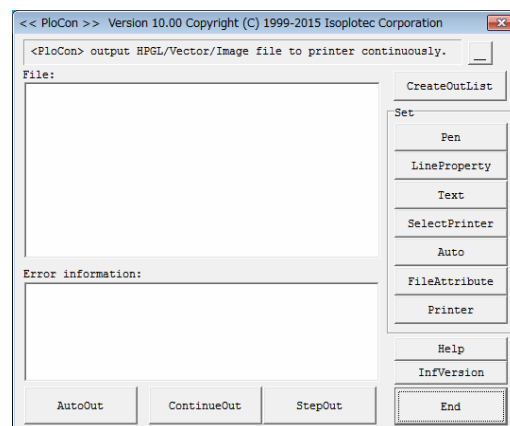 << PloCon >> Version 10.00 Copyright (C) 1999-2015 Isoplotec Corporation
<PloCon> output HPGL/Vector/Image file to printer continuously.
File:
CreateOutList
Set
Pen
LineProperty
Text
SelectPrinter
Auto
FileAttribute
Printer
Error information:
Help
InfVersion
AutoOut ContinueOut StepOut End